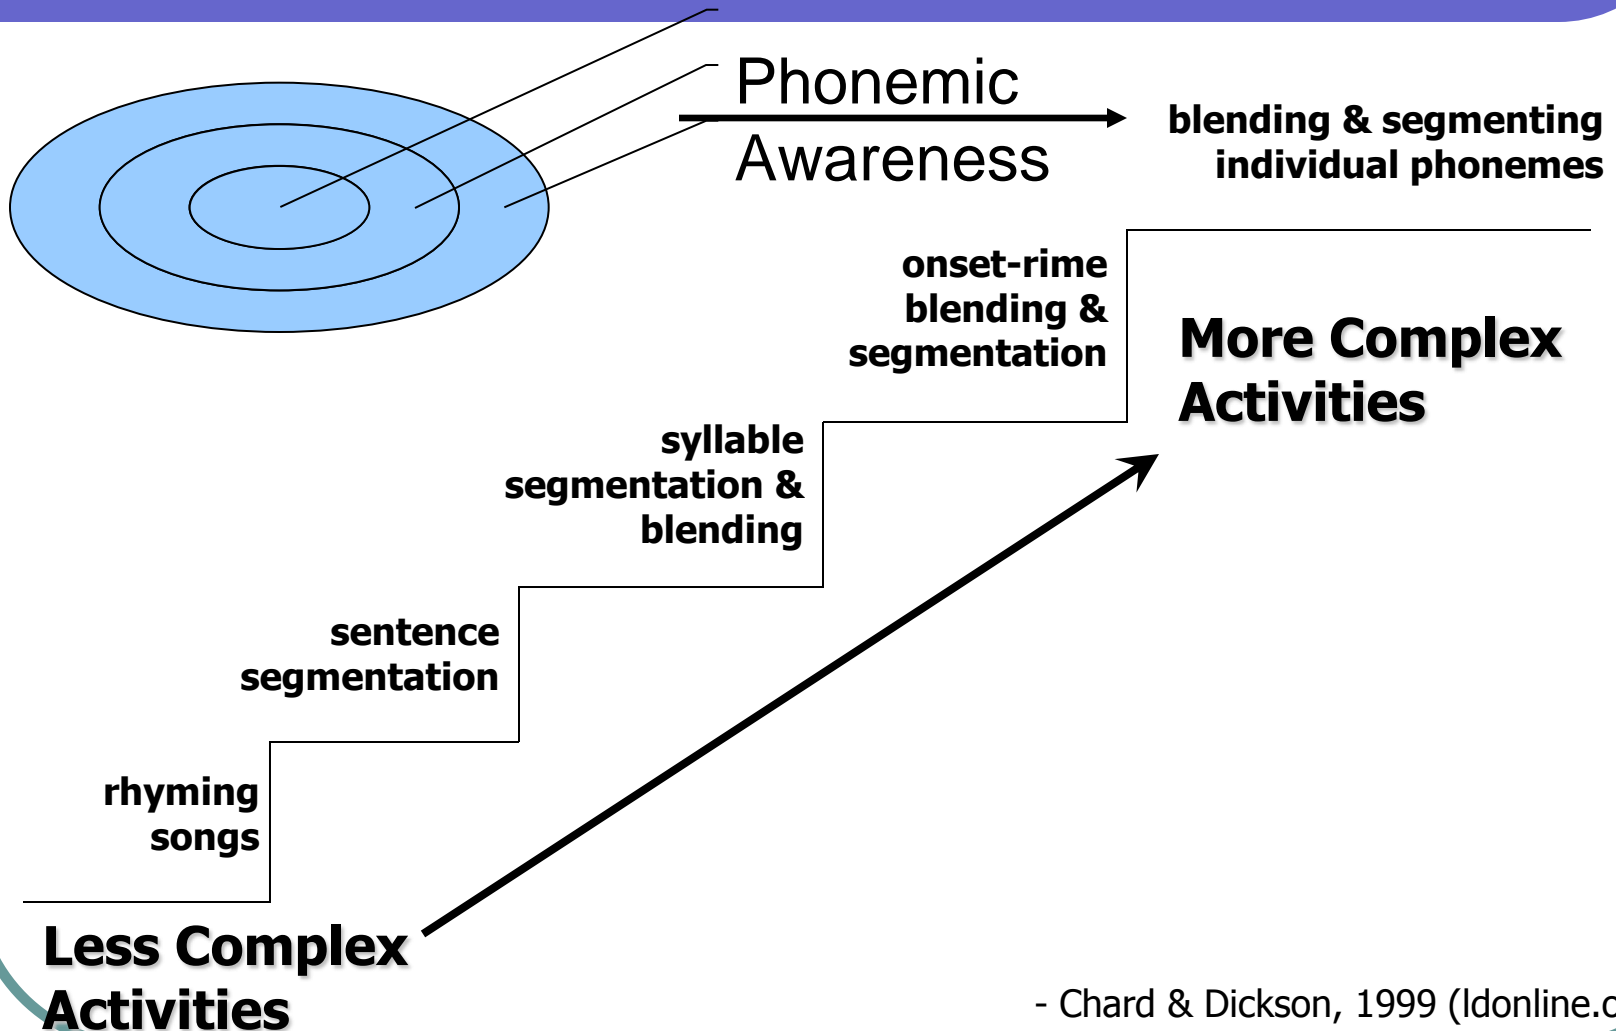 Phonemic
Awareness
blending & segmenting
individual phonemes
onset-rime
blending &
segmentation
More Complex
Activities
syllable
segmentation &
blending
sentence
segmentation
rhyming
songs
Less Complex
Activities
- Chard & Dickson, 1999 (ldonline.o